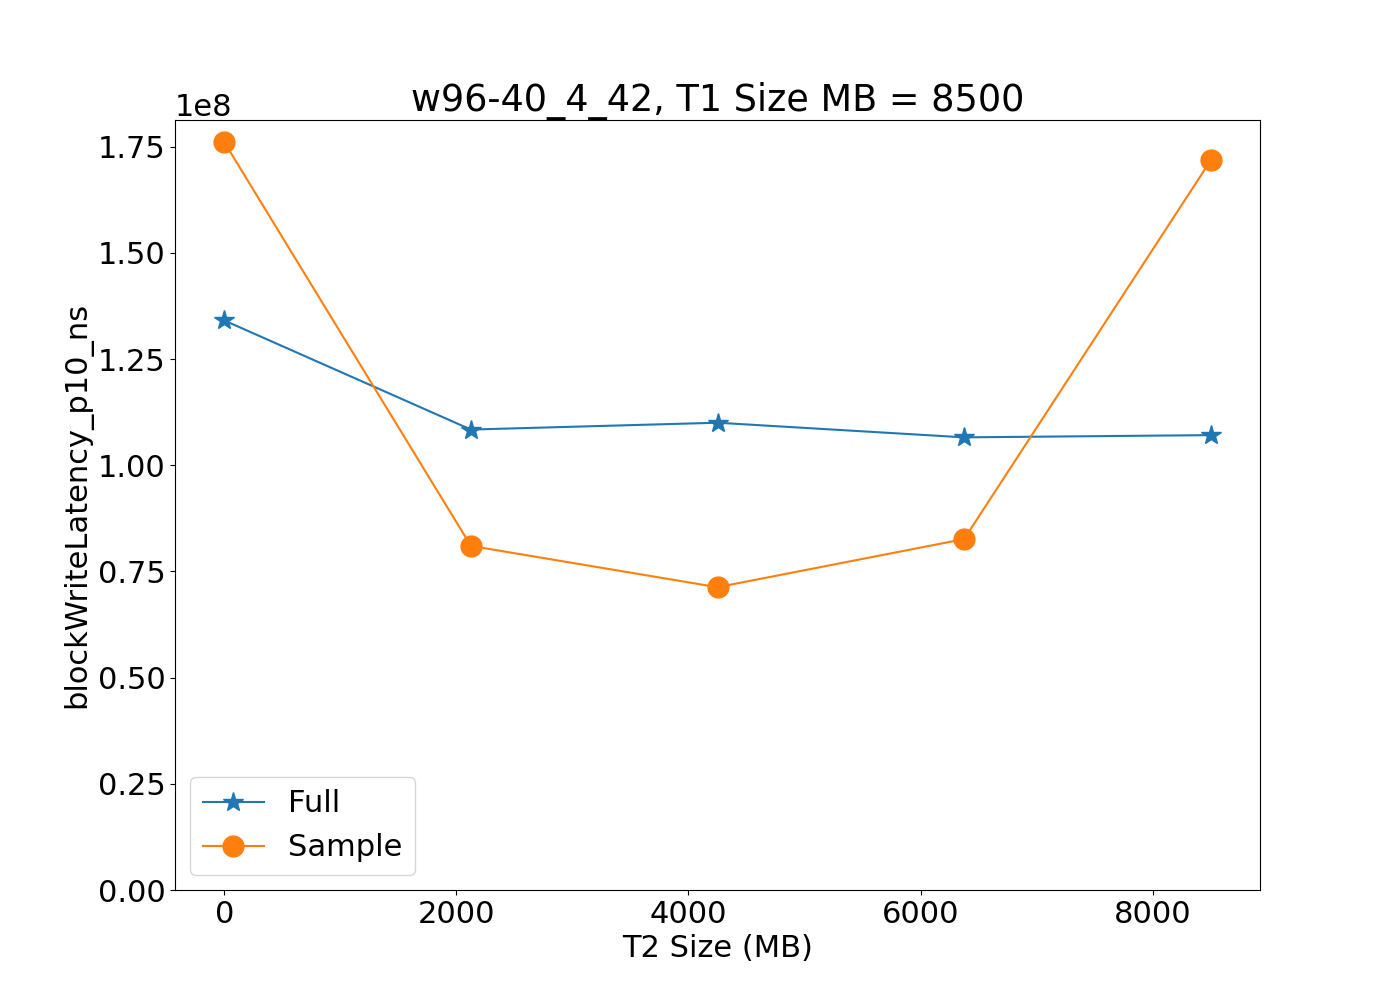 w96-40_4_42, T1 Size MB = 8500
1e8
1.75
1.50
1.25
1.00
0.75
0.50
0.25
0.00
blockWriteLatency_p10_ns
Full
Sample
0 2000 4000 6000 8000
T2 Size (MB)